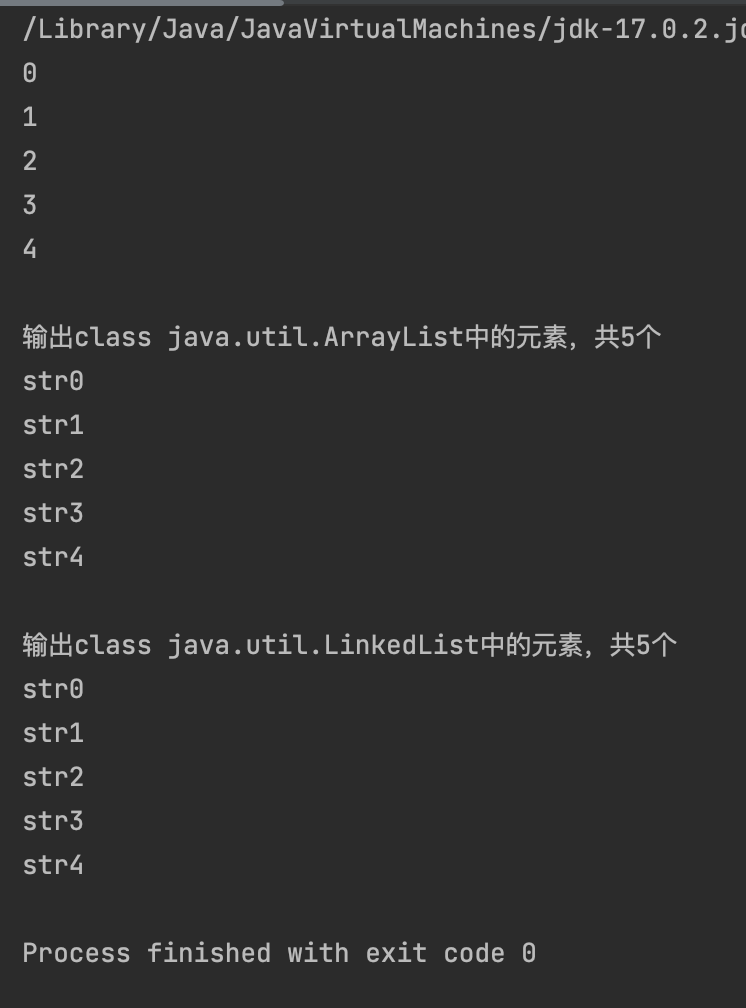 /Library/Java/JavaVirtualMachines/jdk-17.0.2.jd
0
1
2
3
4
输出class java.util.ArrayList中的元素，共5个
str0
str1
str2
str3
str4
输出class java.util.LinkedList中的元素，共5个
str0
str1
str2
str3
str4
Process finished with exit code 0